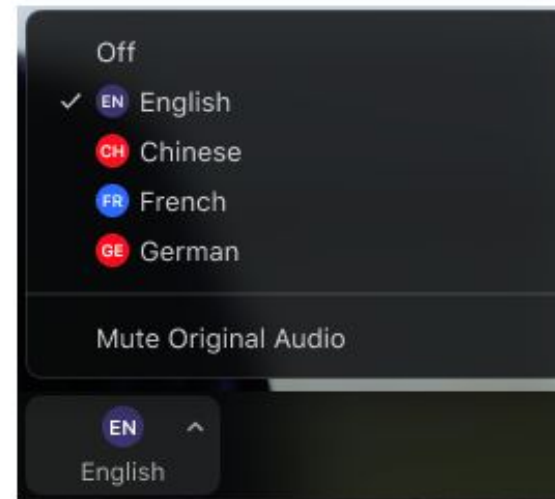 Off
EN English
CH Chinese
FR French
GE German
Mute Original Audio
EN
English